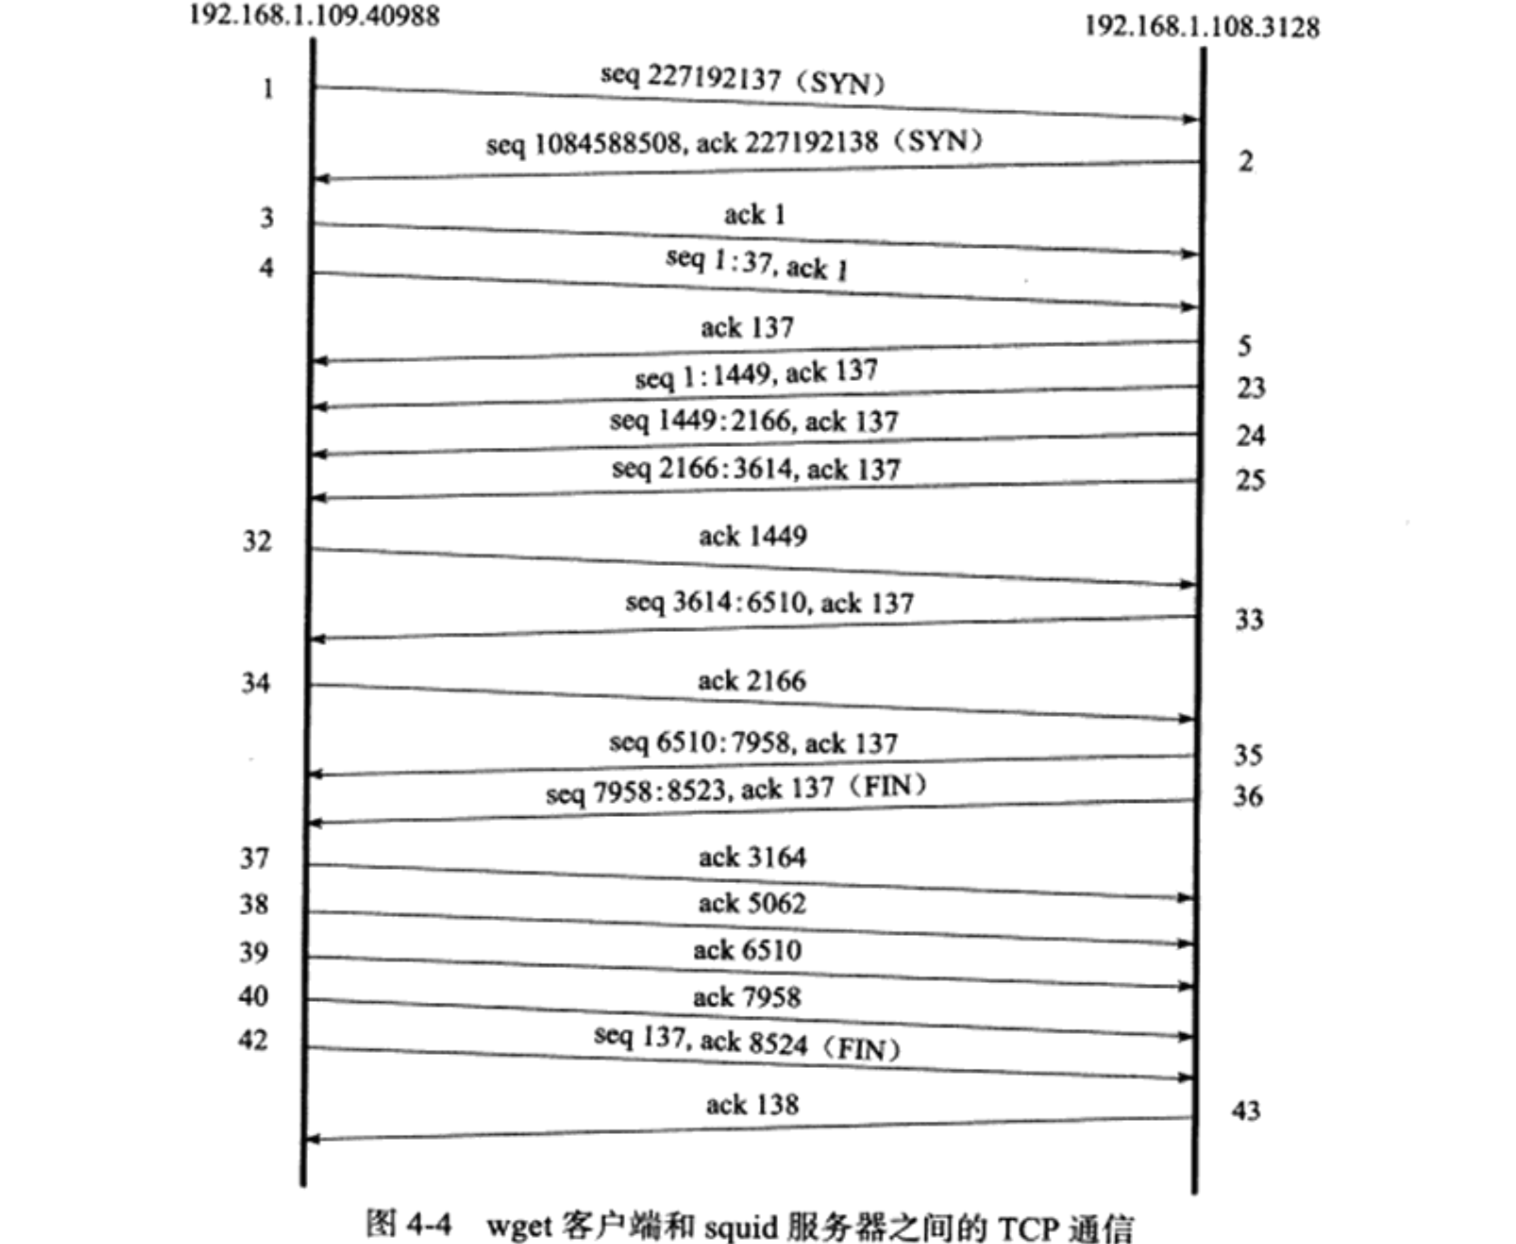 192.168.1.109.40988
192.168.1.108.3128
1
seq 227192137（SYN）
seq 1084588508, ack 227192138（SYN）
2
3
ack 1
4
seq 1:37, ack 1
ack 137
5
seq 1:1449, ack 137
23
seq 1449:2166, ack 137
24
seq 2166:3614, ack 137
25
32
ack 1449
seq 3614:6510, ack 137
33
34
ack 2166
seq 6510:7958, ack 137
35
seq 7958:8523, ack 137（FIN）
36
37
ack 3164
38
ack 5062
39
ack 6510
40
ack 7958
42
seq 137, ack 8524（FIN）
ack 138
43
图 4-4 wget 客户端和 squid 服务器之间的 TCP 通信